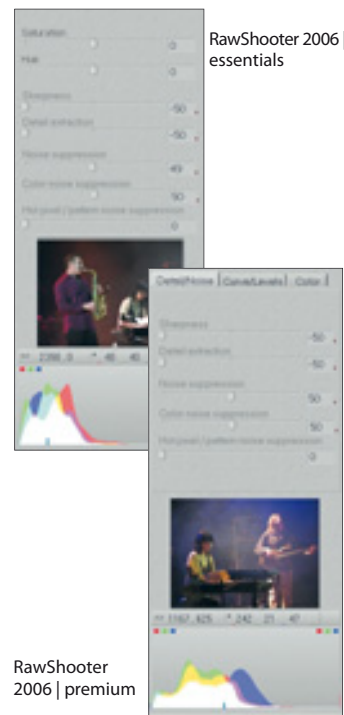 RawShooter 2006 |
essentials
Saturation
0
Hue
0
Sharpness
-50
Detail extraction
-50
Noise suppression
49
Color noise suppression
50
Hot pixel / pattern noise suppression
0
Detail/Noise | Curve/Levels | Color |
Sharpness
-50
Detail extraction
-50
Noise suppression
50
Color noise suppression
50
Hot pixel / pattern noise suppression
0
RawShooter
2006 | premium